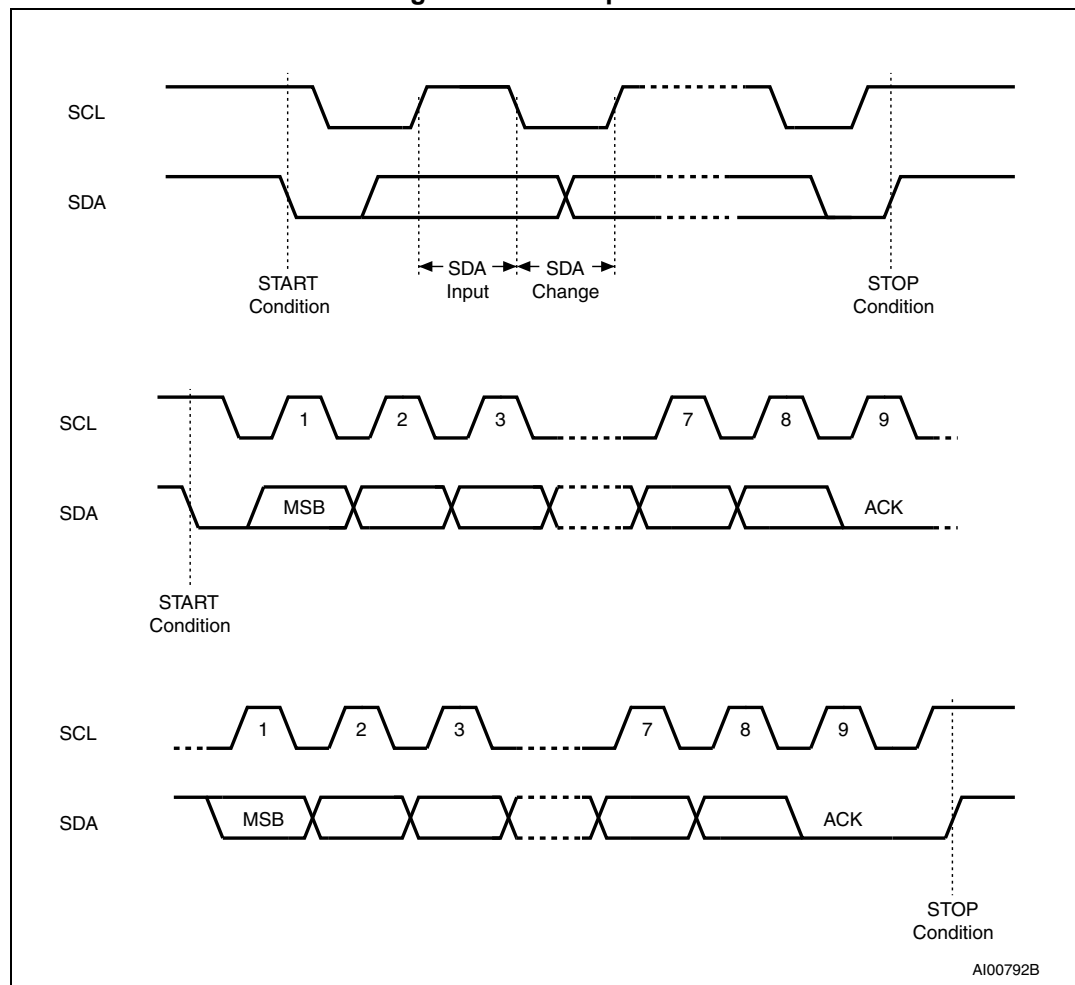 SCL
SDA
START
Condition
SDA
Input
SDA
Change
STOP
Condition
SCL
1 2 3 7 8 9
SDA
MSB ACK
START
Condition
SCL
1 2 3 7 8 9
SDA
MSB ACK
STOP
Condition
AI00792B